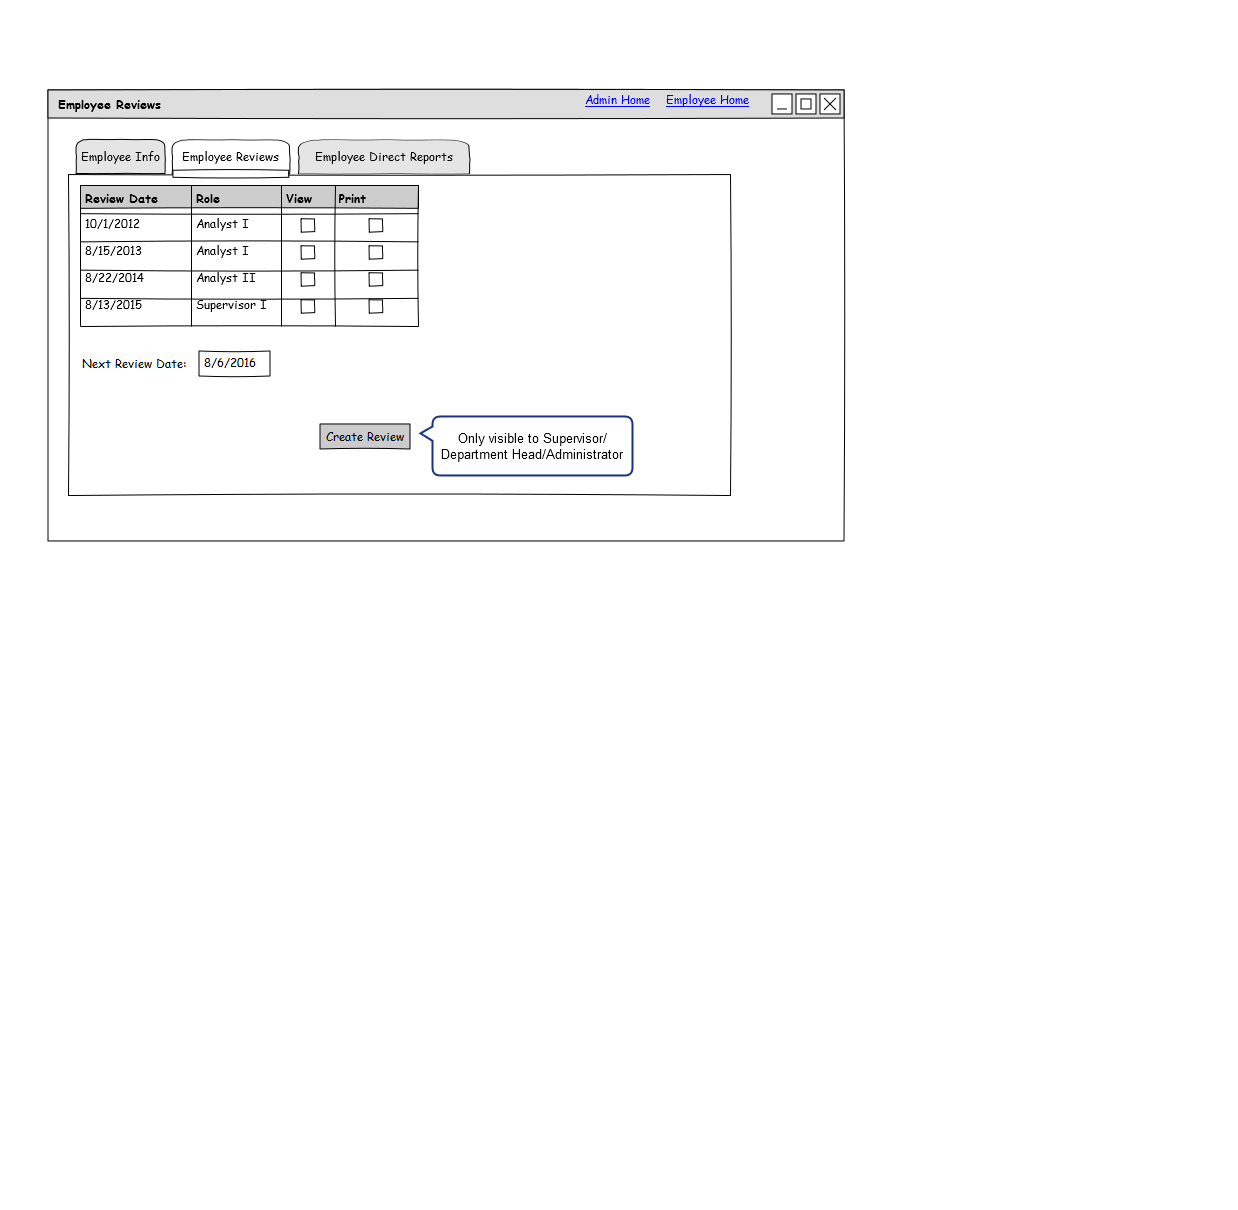 Employee Reviews
Admin Home Employee Home
Employee Info Employee Reviews Employee Direct Reports
Review Date Role View Print
10/1/2012 Analyst I
8/15/2013 Analyst I
8/22/2014 Analyst II
8/13/2015 Supervisor I
Next Review Date: 8/6/2016
Create Review
Only visible to Supervisor/
Department Head/Administrator